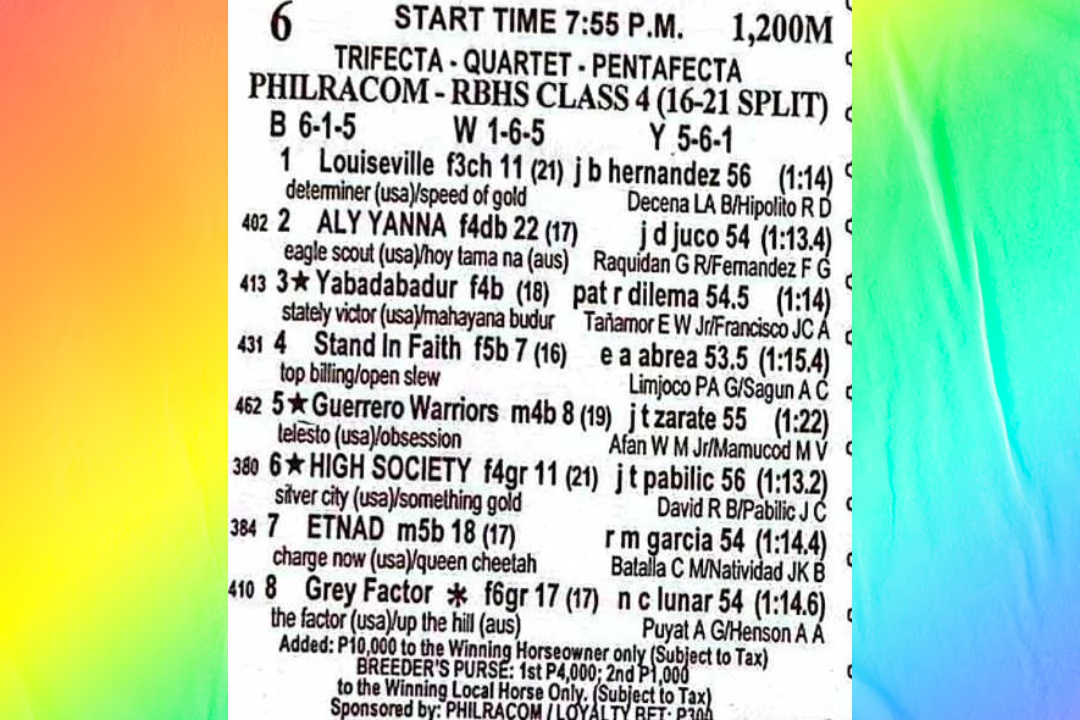 6 START TIME 7:55 P.M. 1,200M
TRIFECTA - QUARTET - PENTAFECTA
PHILRACOM - RBHS CLASS 4 (16-21 SPLIT)
B 6-1-5 W 1-6-5 Y 5-6-1
1 Louiseville f3ch 11 (21) j b hernandez 56 (1:14)
determiner (usa)/speed of gold Decena LA B/Hipolito R D
402 2 ALY YANNA f4db 22 (17) j d juco 54 (1:13.4)
eagle scout (usa)/hoy tama na (aus) Raquidan G R/Fernandez F G
413 3★ Yabadabadur f4b (18) pat r dilema 54.5 (1:14)
stately victor (usa)/mahayana budur Tañamor E W Jr/Francisco JC A
431 4 Stand In Faith f5b 7 (16) e a abrea 53.5 (1:15.4)
top billing/open slew Limjoco PA G/Sagun A C
462 5★ Guerrero Warriors m4b 8 (19) j t zarate 55 (1:22)
telesto (usa)/obsession Afan W M Jr/Mamucod M V
380 6★ HIGH SOCIETY f4gr 11 (21) j t pabilic 56 (1:13.2)
silver city (usa)/something gold David R B/Pabilic J C
384 7 ETNAD m5b 18 (17) r m garcia 54 (1:14.4)
charge now (usa)/queen cheetah Batalla C M/Natividad JK B
410 8 Grey Factor * f6gr 17 (17) n c lunar 54 (1:14.6)
the factor (usa)/up the hill (aus) Puyat A G/Henson A A
Added: P10,000 to the Winning Horseowner only (Subject to Tax)
BREEDER'S PURSE: 1st P4,000; 2nd P1,000
to the Winning Local Horse Only. (Subject to Tax)
Sponsored by: PHILRACOM / LOYALTY BET: P300